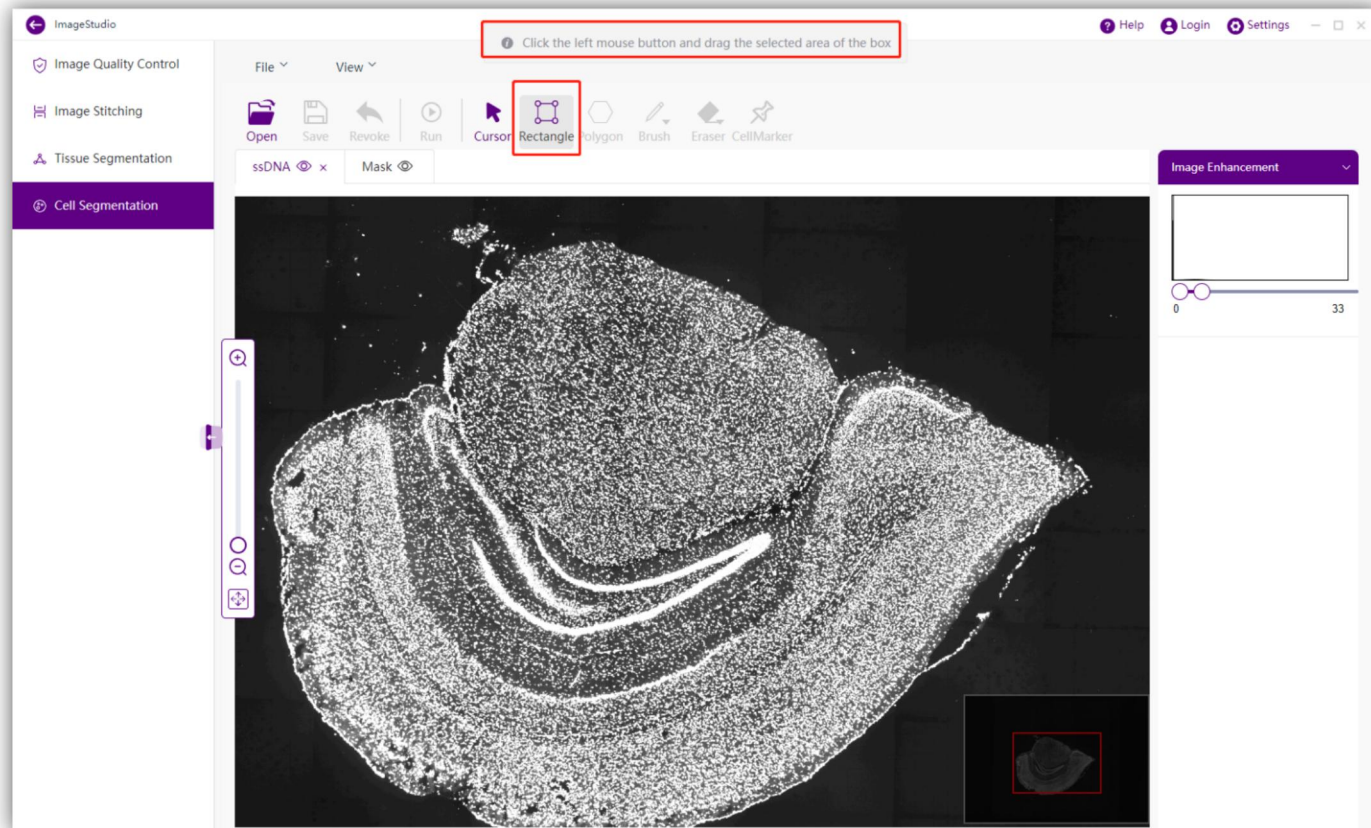 ImageStudio
Help Login Settings
Click the left mouse button and drag the selected area of the box
Image Quality Control
Image Stitching
Tissue Segmentation
Cell Segmentation
File View
Open Save Revoke Run Cursor Rectangle olygon Brush Eraser CellMarker
ssDNA x Mask
Image Enhancement
0 33